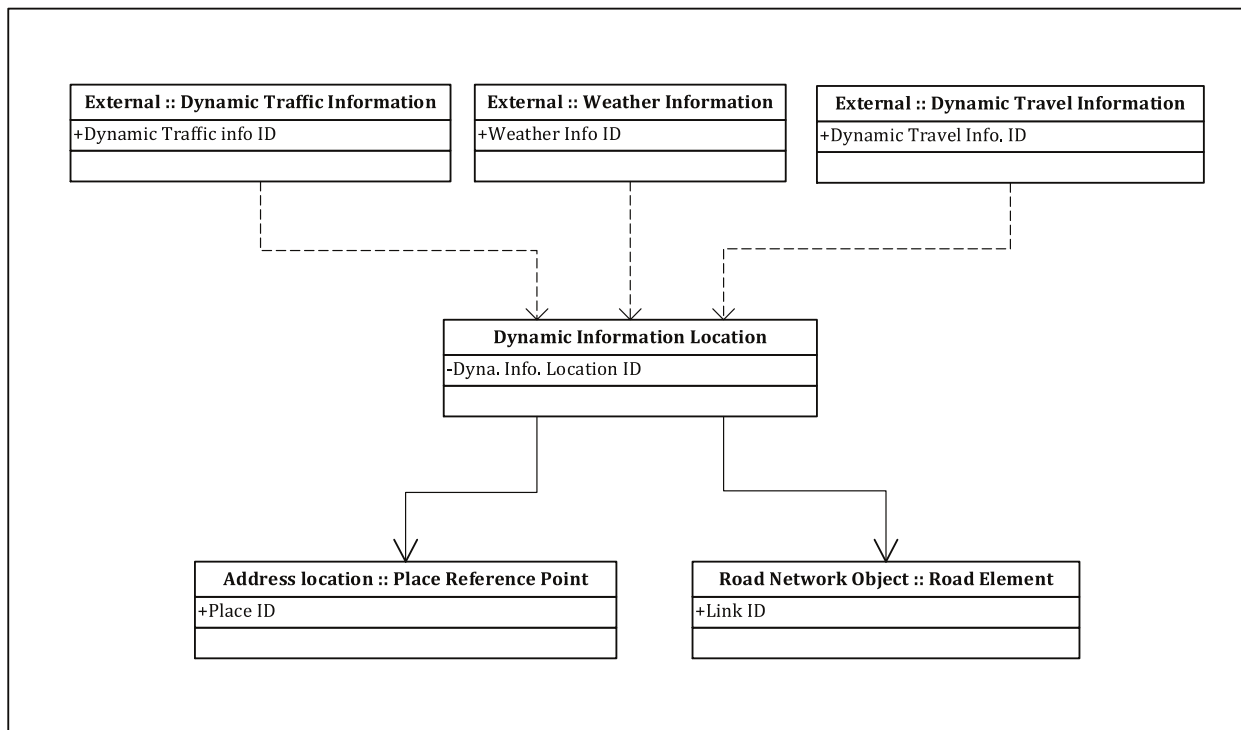 External :: Dynamic Traffic Information
+Dynamic Traffic info ID
External :: Weather Information
+Weather Info ID
External :: Dynamic Travel Information
+Dynamic Travel Info. ID
Dynamic Information Location
-Dyna. Info. Location ID
Address location :: Place Reference Point
+Place ID
Road Network Object :: Road Element
+Link ID